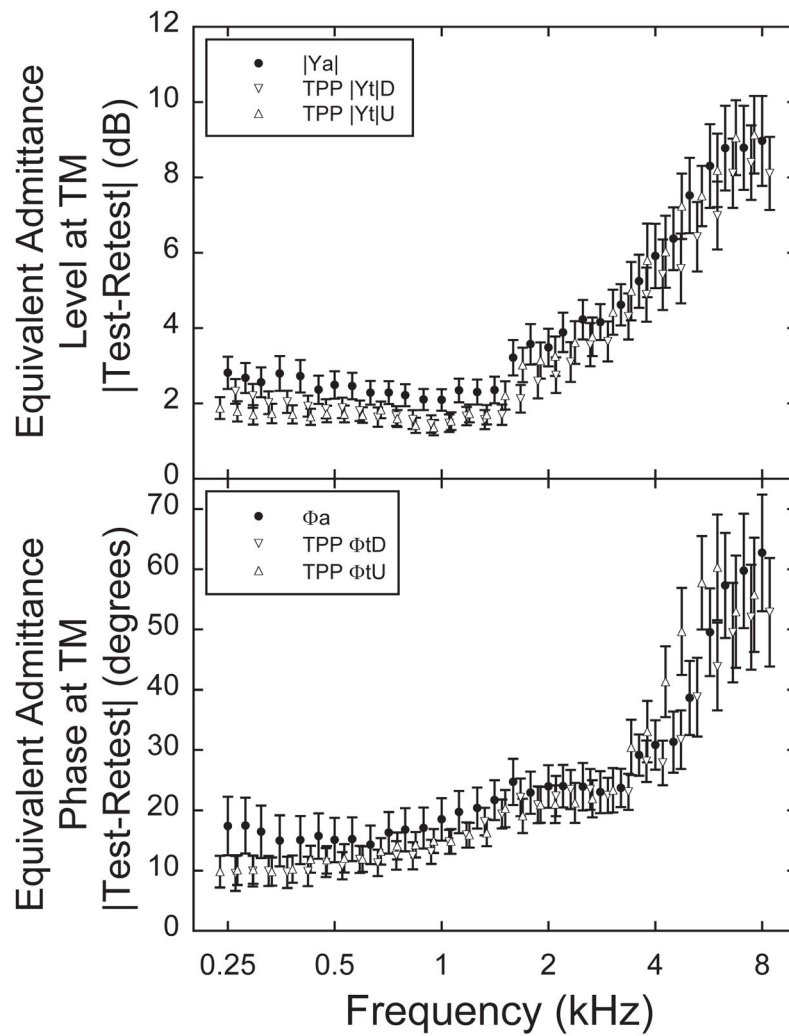 Equivalent Admittance
Level at TM
|Test-Retest| (dB)
12
10
8
6
4
2
0
|Ya|
TPP |Yt|D
TPP |Yt|U
Equivalent Admittance
Phase at TM
|Test-Retest| (degrees)
70
60
50
40
30
20
10
0
Φa
TPP ΦtD
TPP ΦtU
0.25 0.5 1 2 4 8
Frequency (kHz)